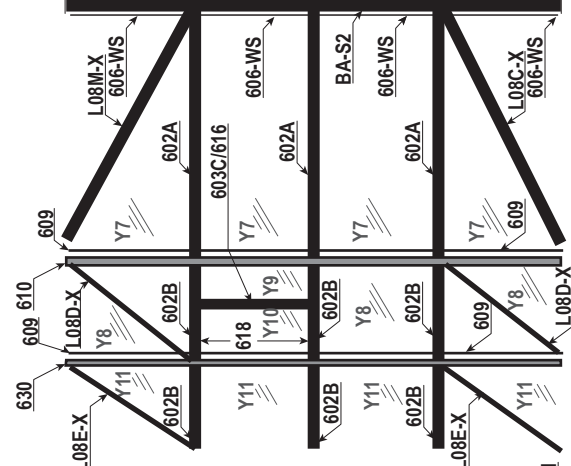 L08M-X
606-WS
606-WS
BA-S2
606-WS
L08C-X
606-WS
602A
603C/616
602A
602A
609
Y7
Y7
Y7
Y7
609
610
L08D-X
609
Y8
602B
Y9
Y10
618
602B
Y8
602B
609
Y8
L08D-X
630
Y11
L08E-X
602B
Y11
602B
Y11
602B
L08E-X
Y11